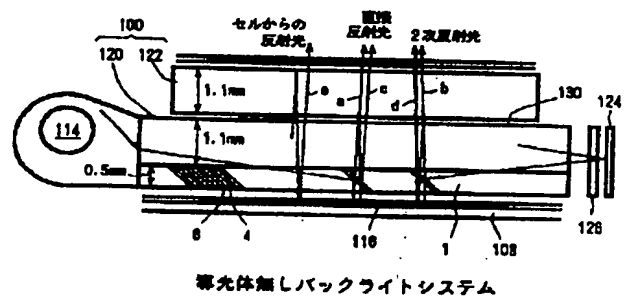 セルからの
反射光
直接
反射光
2次反射光
100
120
122
1.1mm
e
a
c
d
b
130
124
114
1.1mm
0.5mm
126
6
4
116
1
108
導光体無しバックライトシステム